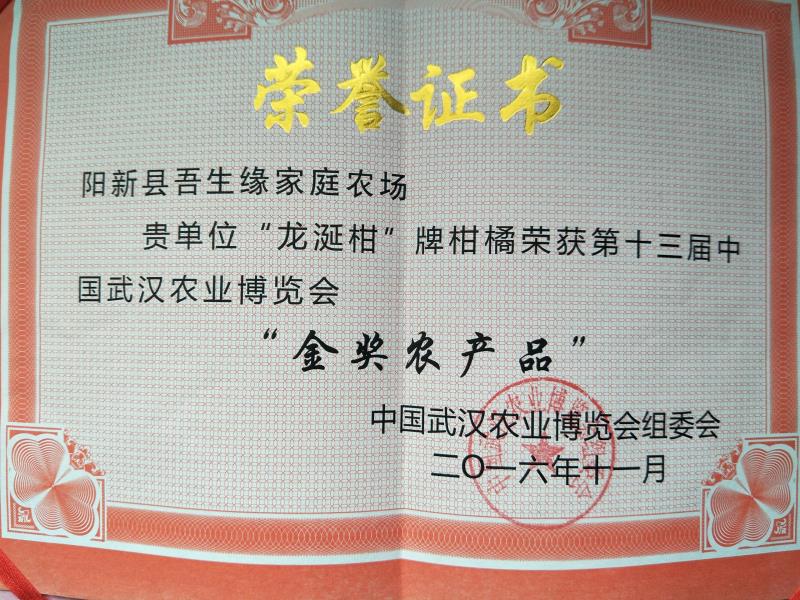 荣誉证书
阳新县吾生缘家庭农场
贵单位“龙涎柑”牌柑橘荣获第十三届中
国武汉农业博览会
“金奖农产品”
中国武汉农业博览会组委会
二〇一六年十一月